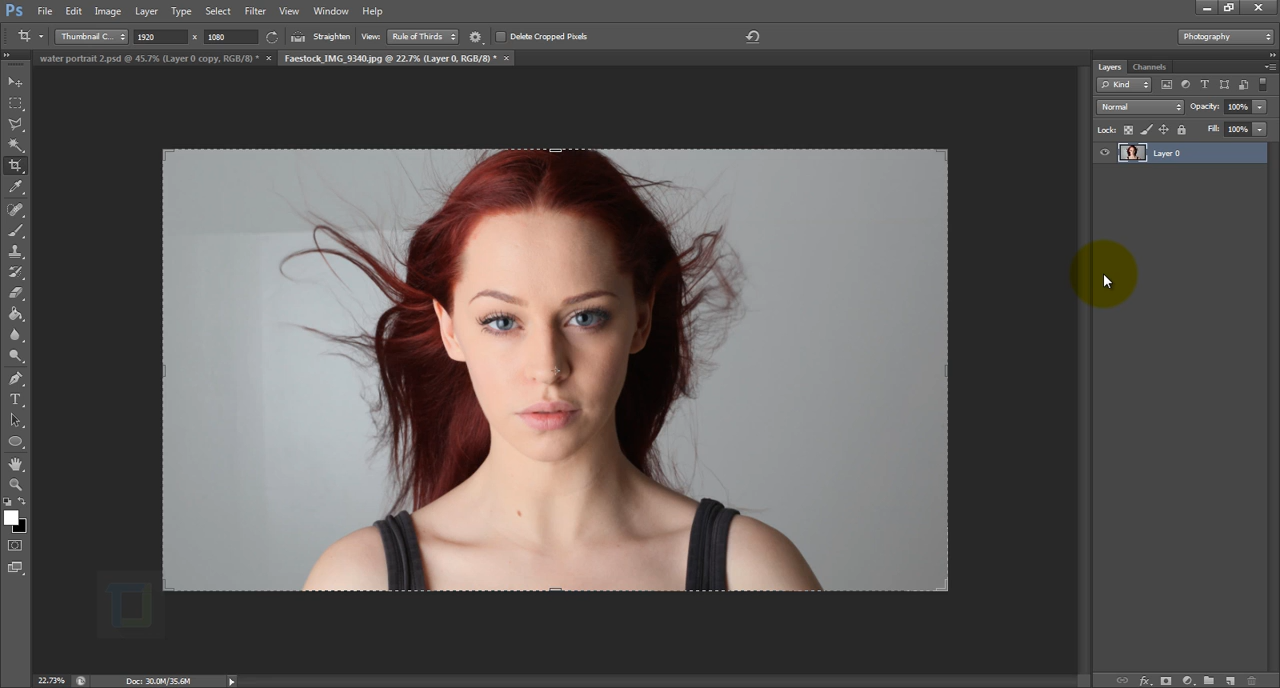 Ps File Edit Image Layer Type Select Filter View Window Help
Thumbnail C... 1920 x 1080 Straighten View: Rule of Thirds Delete Cropped Pixels Photography
water portrait 2.psd @ 45.7% (Layer 0 copy, RGB/8) * × Faestock_IMG_9340.jpg @ 22.7% (Layer 0, RGB/8) * ×
Layers Channels
Kind
Normal Opacity: 100%
Lock: Fill: 100%
Layer 0
22.73% Doc: 30.0M/35.6M